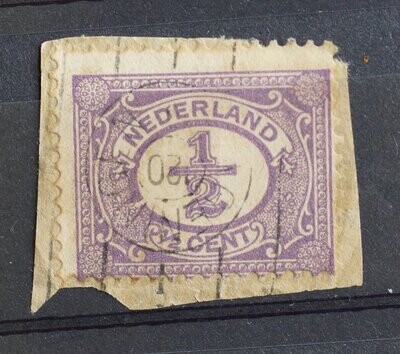 NEDERLAND
1/2
½ CENT